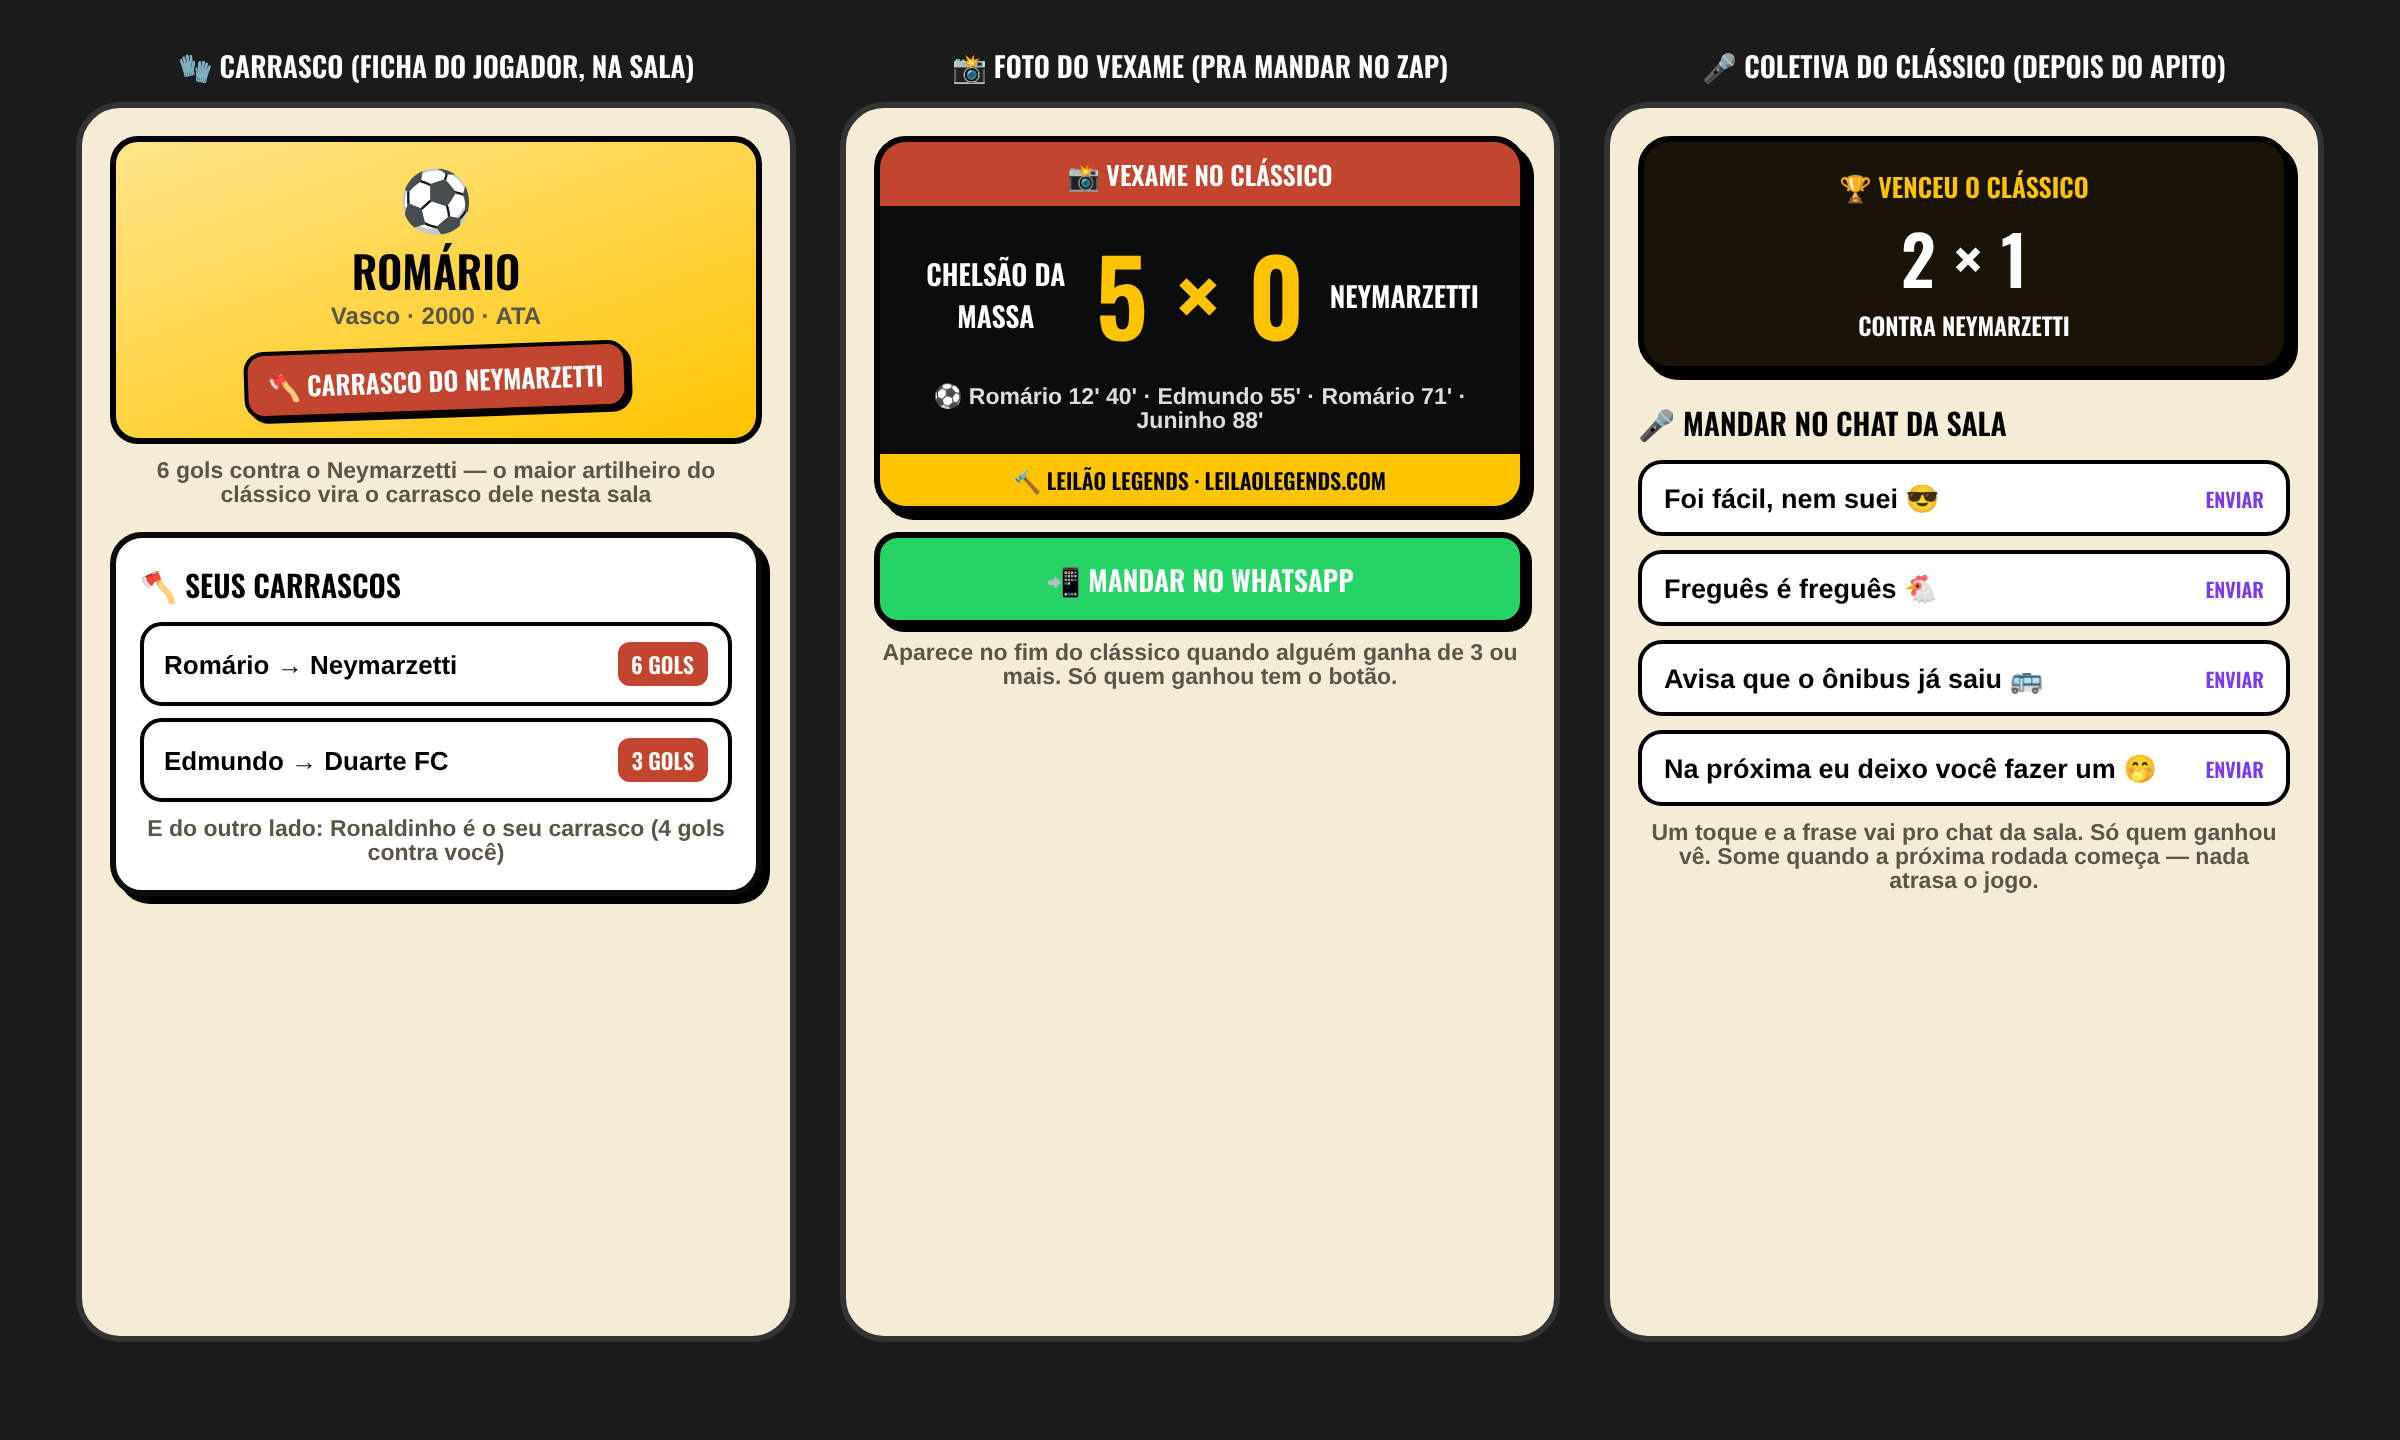 🧤 CARRASCO (FICHA DO JOGADOR, NA SALA)
⚽
ROMÁRIO
Vasco · 2000 · ATA
🪓 CARRASCO DO NEYMARZETTI
6 gols contra o Neymarzetti — o maior artilheiro do
clássico vira o carrasco dele nesta sala
🪓 SEUS CARRASCOS
Romário → Neymarzetti 6 GOLS
Edmundo → Duarte FC 3 GOLS
E do outro lado: Ronaldinho é o seu carrasco (4 gols
contra você)
📸 FOTO DO VEXAME (PRA MANDAR NO ZAP)
📸 VEXAME NO CLÁSSICO
CHELSÃO DA
MASSA
5 × 0
NEYMARZETTI
⚽ Romário 12' 40' · Edmundo 55' · Romário 71' ·
Juninho 88'
🔨 LEILÃO LEGENDS · LEILAOLEGENDS.COM
📲 MANDAR NO WHATSAPP
Aparece no fim do clássico quando alguém ganha de 3 ou
mais. Só quem ganhou tem o botão.
🎤 COLETIVA DO CLÁSSICO (DEPOIS DO APITO)
🏆 VENCEU O CLÁSSICO
2 × 1
CONTRA NEYMARZETTI
🎤 MANDAR NO CHAT DA SALA
Foi fácil, nem suei 😎 ENVIAR
Freguês é freguês 🐔 ENVIAR
Avisa que o ônibus já saiu 🚌 ENVIAR
Na próxima eu deixo você fazer um 🤭 ENVIAR
Um toque e a frase vai pro chat da sala. Só quem ganhou
vê. Some quando a próxima rodada começa — nada
atrasa o jogo.